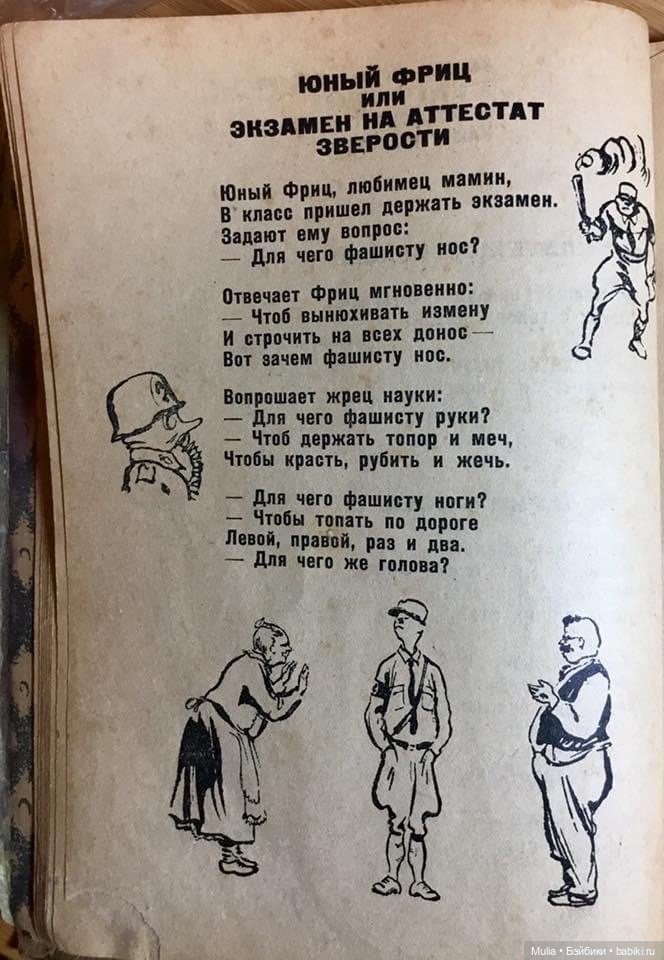 ЮНЫЙ ФРИЦ
ИЛИ
ЭКЗАМЕН НА АТТЕСТАТ
ЗВЕРОСТИ
Юный Фриц, любимец мамин,
В класс пришел держать экзамен.
Задают ему вопрос:
— Для чего фашисту нос?
Отвечает Фриц мгновенно:
— Чтоб вынюхивать измену
И строчить на всех донос —
Вот зачем фашисту нос.
Вопрошает жрец науки:
— Для чего фашисту руки?
— Чтоб держать топор и меч,
Чтобы красть, рубить и жечь.
— Для чего фашисту ноги?
— Чтобы топать по дороге
Левой, правой, раз и два.
— Для чего же голова?
Mulia • Бэйбики • babiki.ru